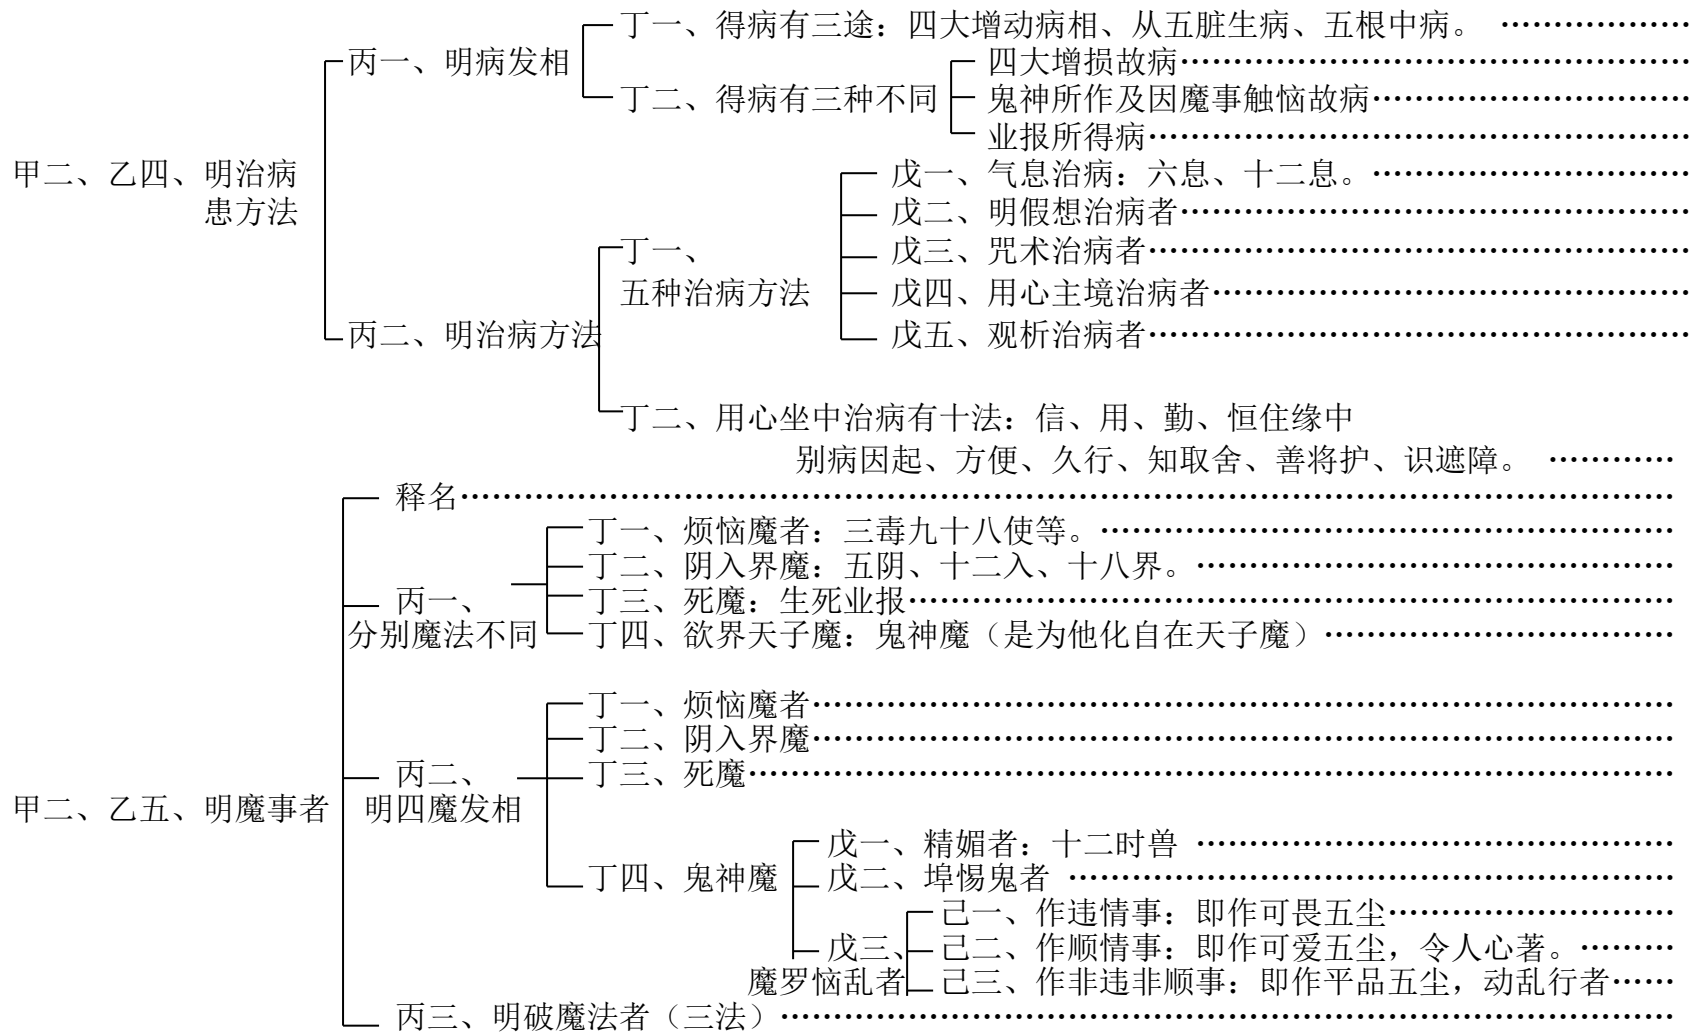 丁一、得病有三途：四大增动病相、从五脏生病、五根中病。 ………………
丙一、明病发相
四大增损故病………………………………………
丁二、得病有三种不同
鬼神所作及因魔事触恼故病…………………………
业报所得病…………………………………………
甲二、乙四、明治病
患方法
戊一、气息治病：六息、十二息。…………………………
戊二、明假想治病者………………………………………
戊三、咒术治病者…………………………………………
戊四、用心主境治病者……………………………………
戊五、观析治病者…………………………………………
丁一、
五种治病方法
丙二、明治病方法
丁二、用心坐中治病有十法：信、用、勤、恒住缘中
别病因起、方便、久行、知取舍、善将护、识遮障。 …………
释名……………………………………………………………………………………
丁一、烦恼魔者：三毒九十八使等。……………………………………………
丁二、阴入界魔：五阴、十二入、十八界。……………………………………
丙一、
分别魔法不同
丁三、死魔：生死业报……………………………………………………………
丁四、欲界天子魔：鬼神魔（是为他化自在天子魔）……………………………
丁一、烦恼魔者……………………………………………………………………
丁二、阴入界魔……………………………………………………………………
丙二、
明四魔发相
丁三、死魔…………………………………………………………………………
甲二、乙五、明魔事者
戊一、精媚者：十二时兽 ……………………………………
丁四、鬼神魔
戊二、埠惕鬼者 ………………………………………………
己一、作违情事：即作可畏五尘………………………
戊三、
魔罗恼乱者
己二、作顺情事：即作可爱五尘，令人心著。………
己三、作非违非顺事：即作平品五尘，动乱行者……
丙三、明破魔法者（三法）…………………………………………………………………